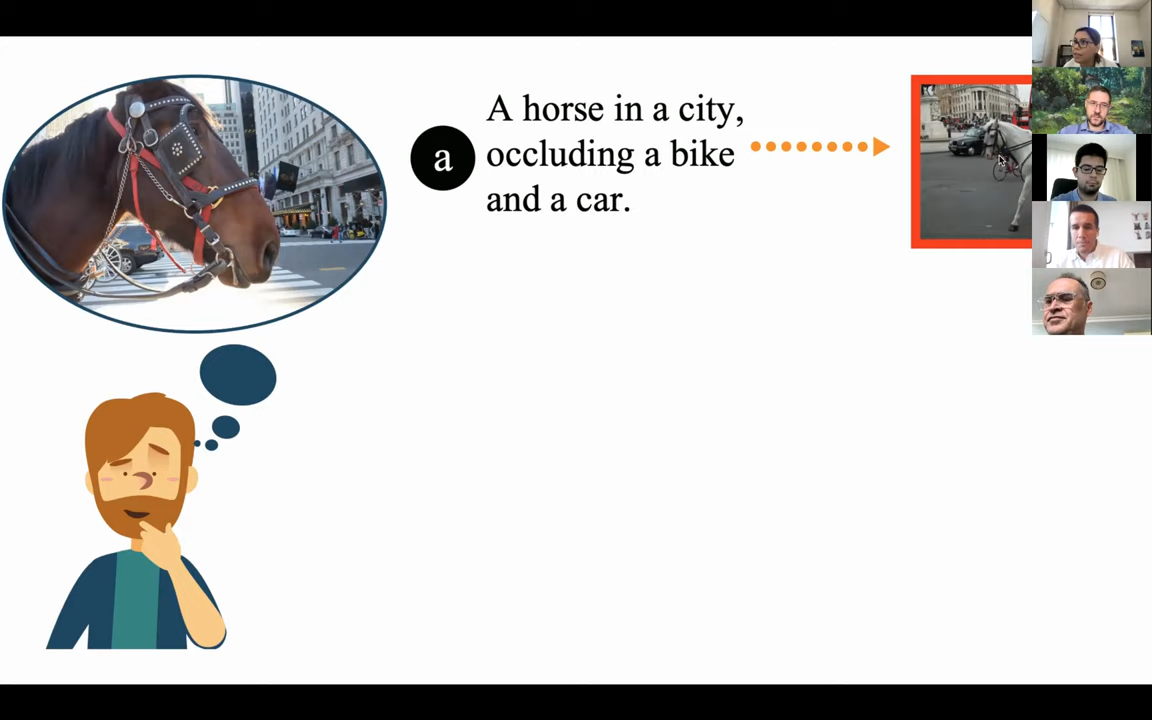 a
A horse in a city,
occluding a bike
and a car.